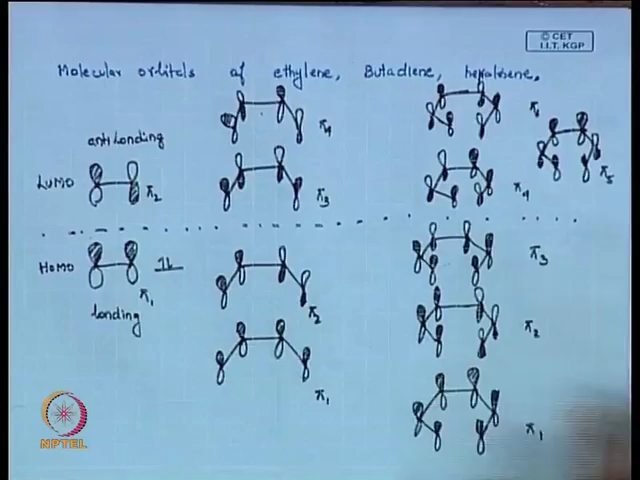 © CET
I.I.T. KGP
Molecular orbitals of ethylene, Butadiene,
antibonding
LUMO
π2
π4
π3
π6
π5
π4
HOMO
1L
π1
bonding
π2
π1
π3
π2
π1
NPTEL